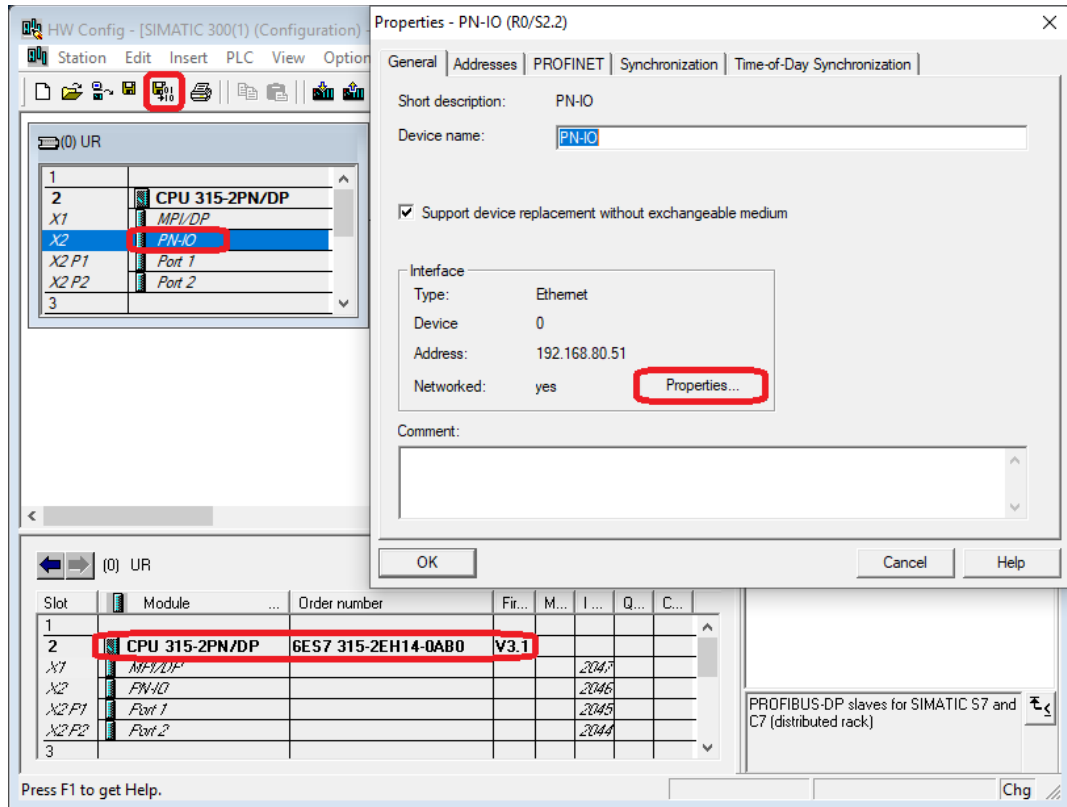 HW Config - [SIMATIC 300(1) (Configuration) -
Station Edit Insert PLC View Option
(0) UR
1
2 CPU 315-2PN/DP
X1 MPI/DP
X2 PN-IO
X2 P1 Port 1
X2 P2 Port 2
3
Properties - PN-IO (R0/S2.2)
General Addresses PROFINET Synchronization Time-of-Day Synchronization
Short description: PN-IO
Device name: PN-IO
Support device replacement without exchangeable medium
Interface
Type: Ethernet
Device 0
Address: 192.168.80.51
Networked: yes Properties...
Comment:
OK Cancel Help
(0) UR
Slot Module ... Order number Fir... M... I ... Q... C...
1
2 CPU 315-2PN/DP 6ES7 315-2EH14-0AB0 V3.1
X1 MPI/DP 2047
X2 PN-IO 2046
X2 P1 Port 1 2045
X2 P2 Port 2 2044
3
PROFIBUS-DP slaves for SIMATIC S7 and
C7 (distributed rack)
Press F1 to get Help. Chg